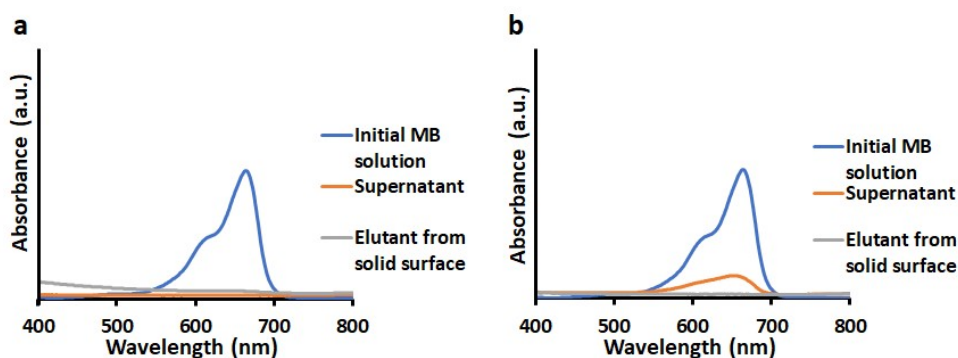 a
Absorbance (a.u.)
Initial MB
solution
Supernatant
Elutant from
solid surface
400 500 600 700 800
Wavelength (nm)
b
Absorbance (a.u.)
Initial MB
solution
Supernatant
Elutant from
solid surface
400 500 600 700 800
Wavelength (nm)